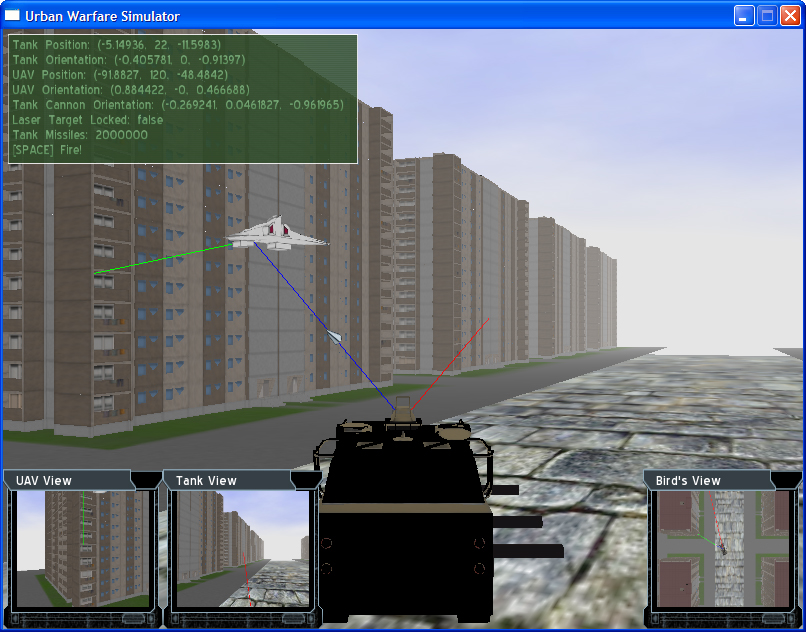 Urban Warfare Simulator
Tank Position: (-5.14936, 22, -11.5983)
Tank Orientation: (-0.405781, 0, -0.91397)
UAV Position: (-91.8827, 120, -48.4842)
UAV Orientation: (0.884422, -0, 0.466688)
Tank Cannon Orientation: (-0.269241, 0.0461827, -0.961965)
Laser Target Locked: false
Tank Missiles: 2000000
[SPACE] Fire!
UAV View
Tank View
Bird's View